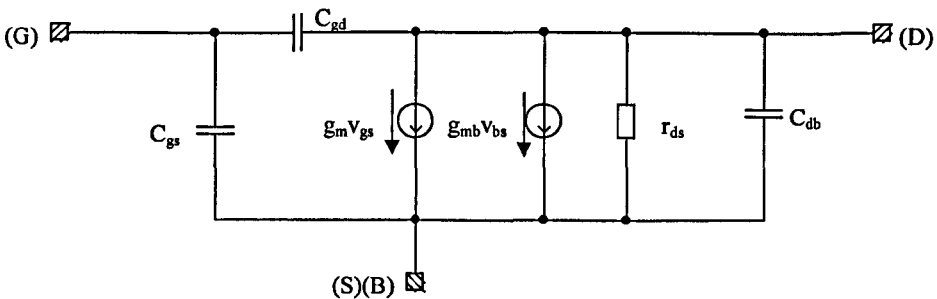 (G)
C_gd
(D)
C_gs
g_mv_gs
g_mbv_bs
r_ds
C_db
(S)(B)